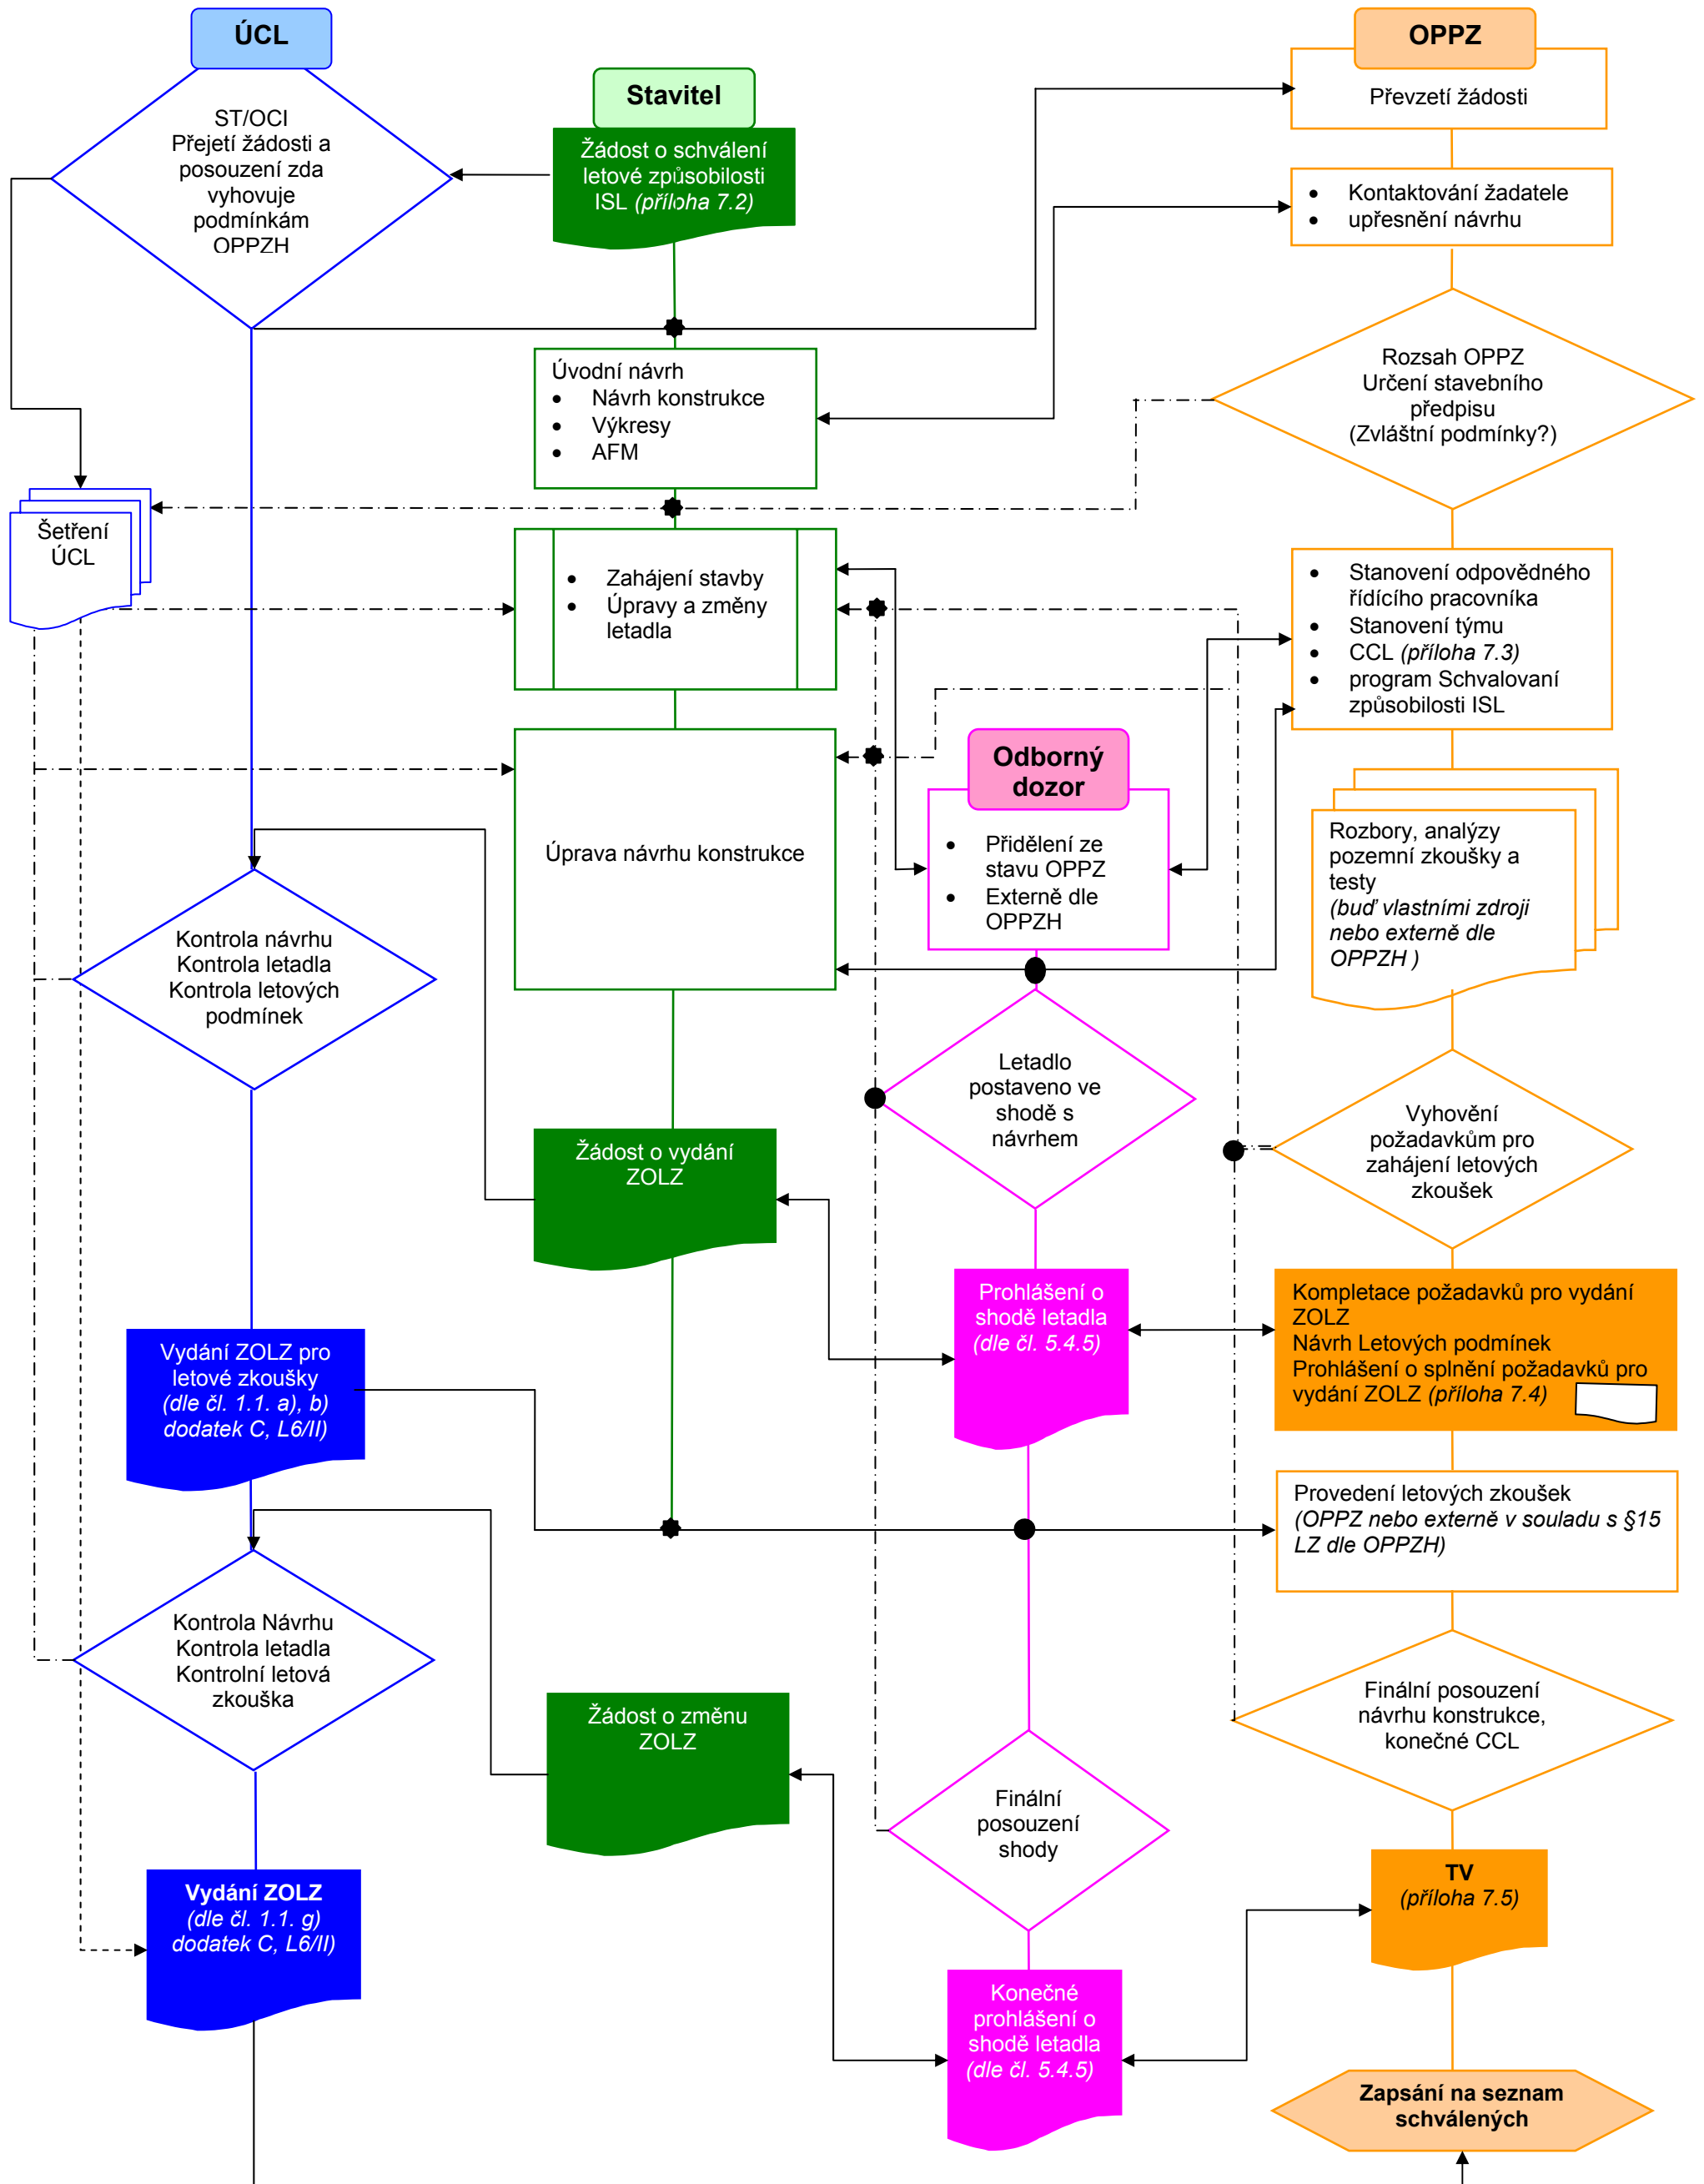 ÚCL
ST/OCI
Přejetí žádosti a
posouzení zda
vyhovuje
podmínkám
OPPZH
Šetření
ÚCL
Kontrola návrhu
Kontrola letadla
Kontrola letových
podmínek
Vydání ZOLZ pro
letové zkoušky
(dle čl. 1.1. a), b)
dodatek C, L6/II)
Kontrola Návrhu
Kontrola letadla
Kontrolní letová
zkouška
Vydání ZOLZ
(dle čl. 1.1. g)
dodatek C, L6/II)
Stavitel
Žádost o schválení
letové způsobilosti
ISL (příloha 7.2)
Úvodní návrh
• Návrh konstrukce
• Výkresy
• AFM
• Zahájení stavby
• Úpravy a změny
letadla
Úprava návrhu konstrukce
Žádost o vydání
ZOLZ
Žádost o změnu
ZOLZ
Odborný
dozor
• Přidělení ze
stavu OPPZ
• Externě dle
OPPZH
Letadlo
postaveno ve
shodě s
návrhem
Prohlášení o
shodě letadla
(dle čl. 5.4.5)
Finální
posouzení
shody
Konečné
prohlášení o
shodě letadla
(dle čl. 5.4.5)
OPPZ
Převzetí žádosti
• Kontaktování žadatele
• upřesnění návrhu
Rozsah OPPZ
Určení stavebního
předpisu
(Zvláštní podmínky?)
• Stanovení odpovědného
řídícího pracovníka
• Stanovení týmu
• CCL (příloha 7.3)
• program Schvalovaní
způsobilosti ISL
Rozbory, analýzy
pozemní zkoušky a
testy
(buď vlastními zdroji
nebo externě dle
OPPZH )
Vyhovění
požadavkům pro
zahájení letových
zkoušek
Kompletace požadavků pro vydání
ZOLZ
Návrh Letových podmínek
Prohlášení o splnění požadavků pro
vydání ZOLZ (příloha 7.4)
Provedení letových zkoušek
(OPPZ nebo externě v souladu s §15
LZ dle OPPZH)
Finální posouzení
návrhu konstrukce,
konečné CCL
TV
(příloha 7.5)
Zapsání na seznam
schválených